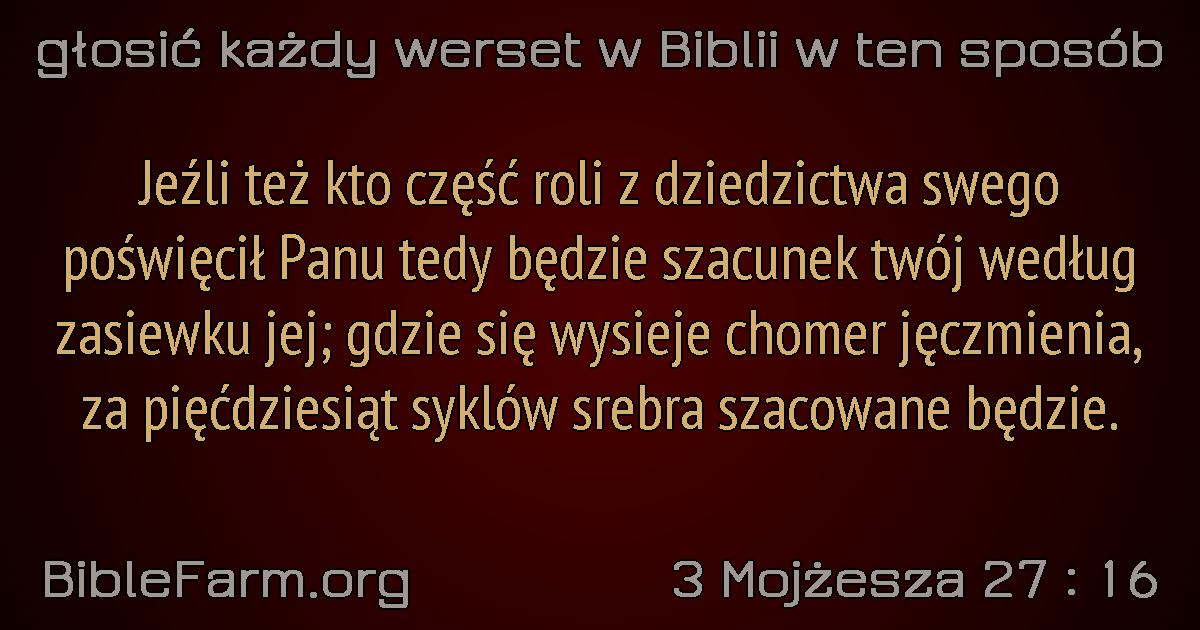 głosić każdy werset w Biblii w ten sposób
Jeźli też kto część roli z dziedzictwa swego
poświęcił Panu tedy będzie szacunek twój według
zasiewku jej; gdzie się wysieje chomer jęczmienia,
za pięćdziesiąt syklów srebra szacowane będzie.
BibleFarm.org
3 Mojżesza 27 : 16